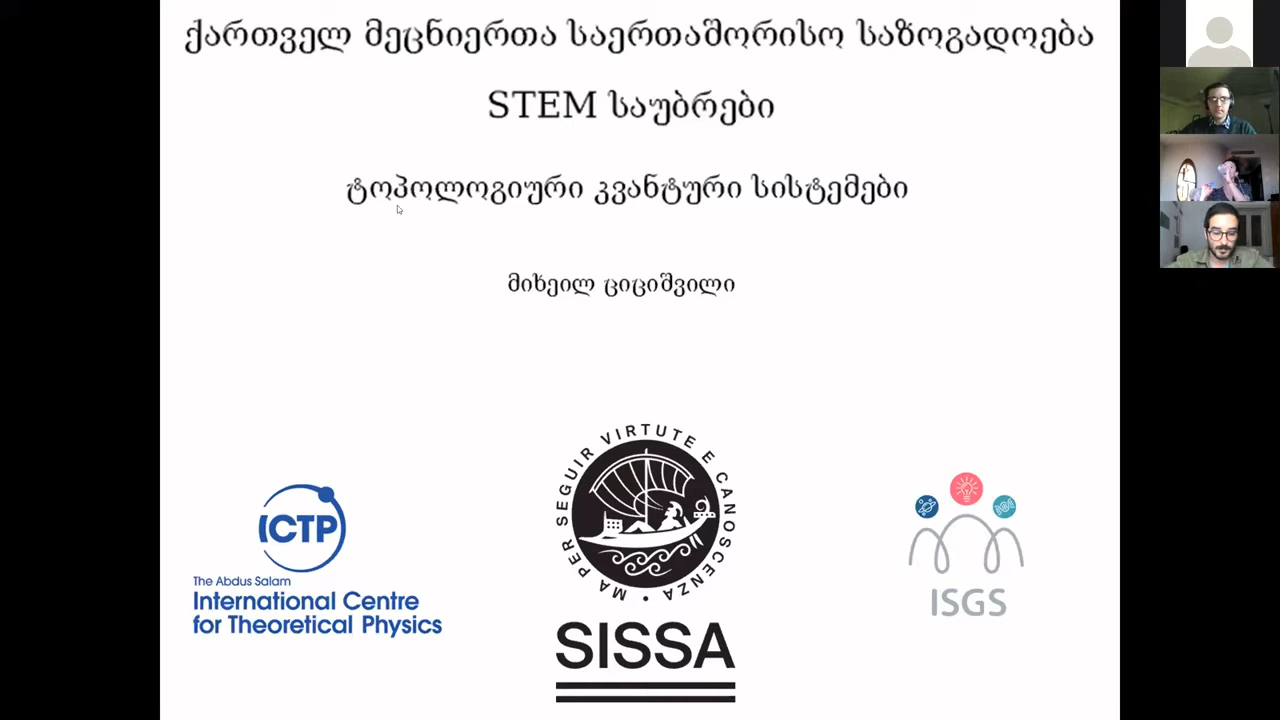 ქართველ მეცნიერთა საერთაშორისო საზოგადოება
STEM საუბრები
ტოპოლოგიური კვანტური სისტემები
მიხეილ ციციშვილი
ICTP
The Abdus Salam
International Centre
for Theoretical Physics
MA PER SEGUIR VIRTUTE E CANOSCENZA
SISSA
ISGS